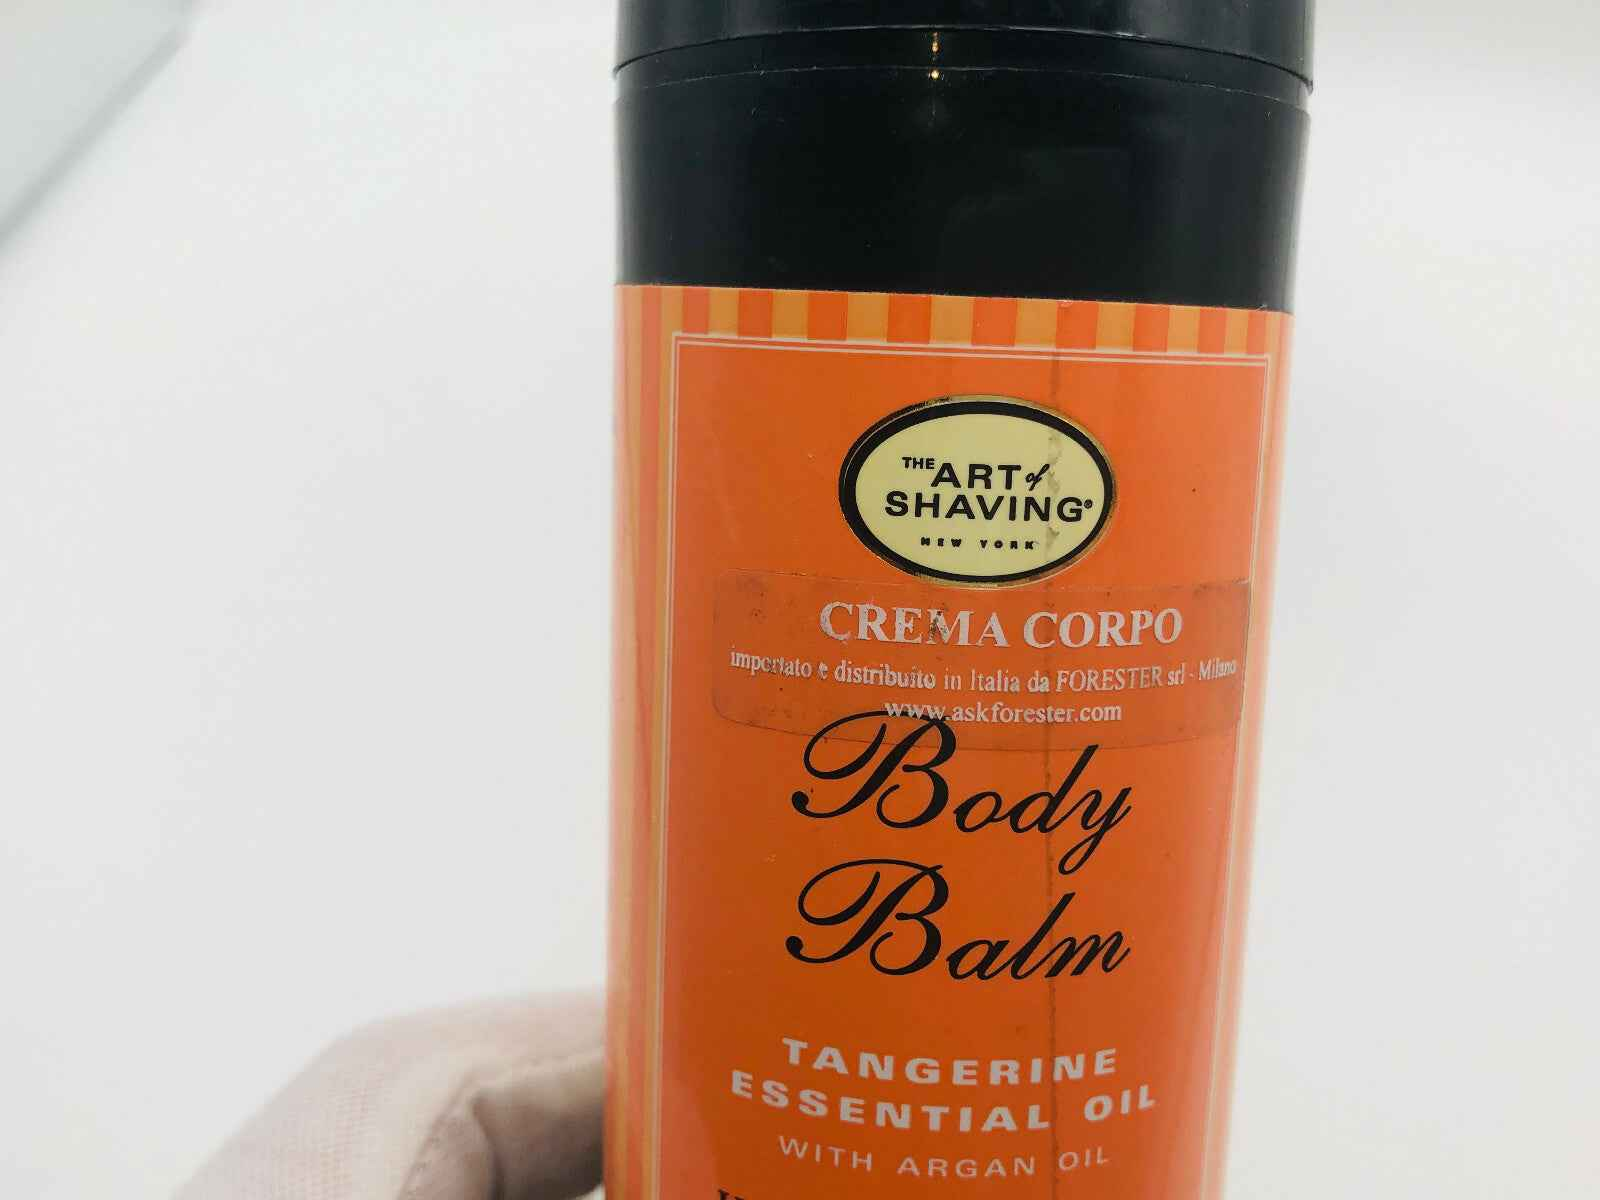 THE ART of
SHAVING®
NEW YORK
CREMA CORPO
importato e distribuito in Italia da FORESTER srl - Milano
www.askforester.com
Body
Balm
TANGERINE
ESSENTIAL OIL
WITH ARGAN OIL